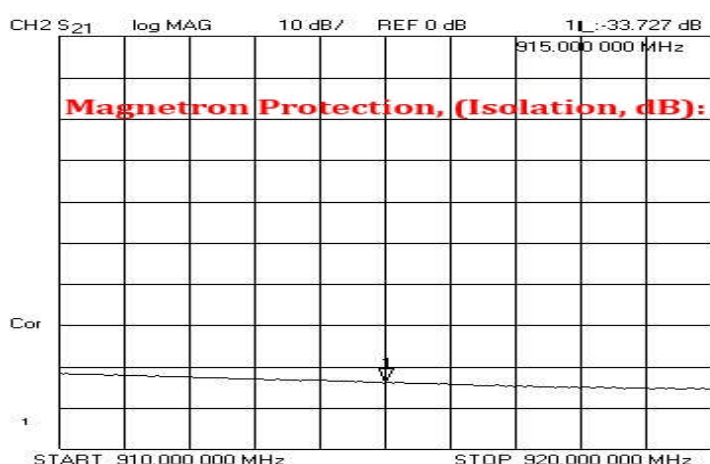 CH2 S21 log MAG 10 dB/ REF 0 dB 1:-33.727 dB
915.000 000 MHz
Magnetron Protection, (Isolation, dB):
1
Cor
1
START 910.000 000 MHz STOP 920.000 000 MHz